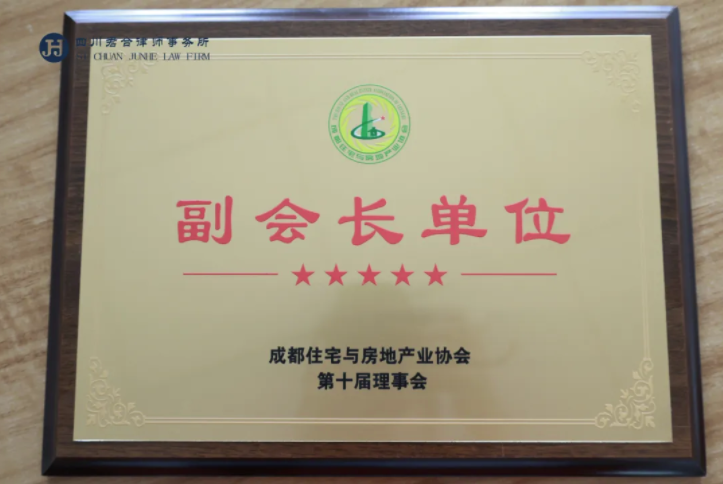 四川君合律师事务所
SI CHUAN JUNHE LAW FIRM
副会长单位
★★★★★
成都住宅与房地产业协会
第十届理事会